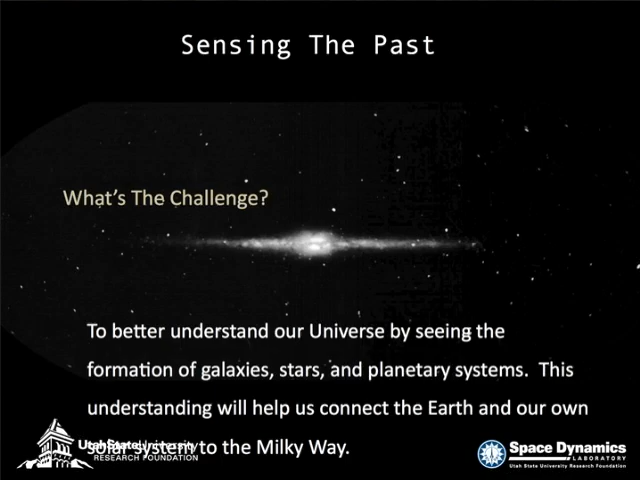 Sensing The Past
What's The Challenge?
To better understand our Universe by seeing the
formation of galaxies, stars, and planetary systems.  This
understanding will help us connect the Earth and our own
solar system to the Milky Way.
UtahStateUniversity
RESEARCH FOUNDATION
Space Dynamics
LABORATORY
Utah State University Research Foundation